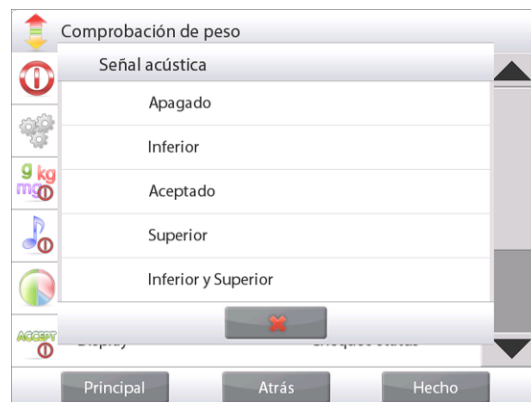 Comprobación de peso
Señal acústica
Apagado
Inferior
g kg
mg
Aceptado
Superior
Inferior y Superior
ACCEPT
Principal
Atrás
Hecho